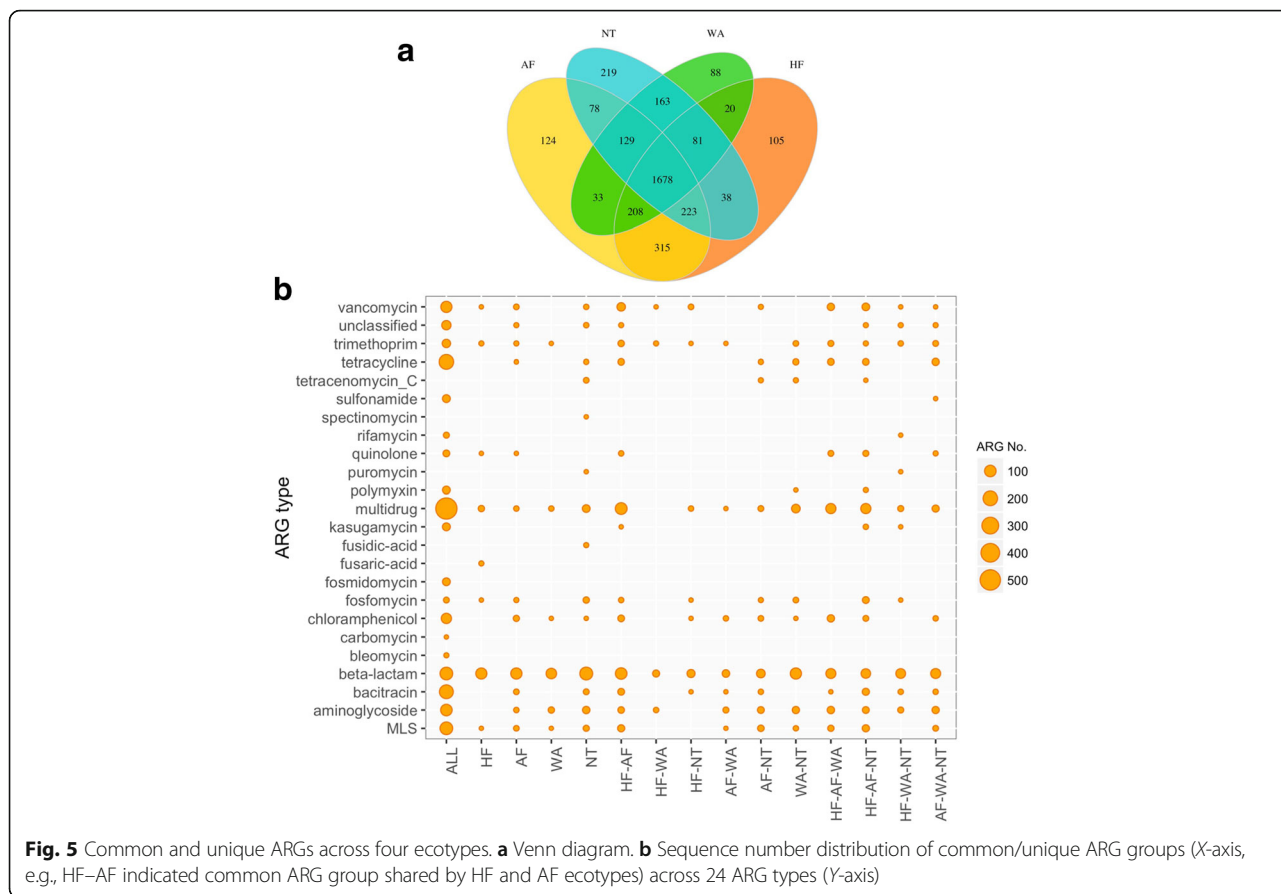 a
NT
WA
AF
HF
219
88
78
163
20
124
129
81
105
1678
33
38
208
223
315
b
vancomycin
unclassified
trimethoprim
tetracycline
tetracenomycin_C
sulfonamide
spectinomycin
rifamycin
quinolone
puromycin
polymyxin
multidrug
kasugamycin
fusidic-acid
fusaric-acid
fosmidomycin
fosfomycin
chloramphenicol
carbomycin
bleomycin
beta-lactam
bacitracin
aminoglycoside
MLS
ARG type
ALL
HF
AF
WA
NT
HF-AF
HF-WA
HF-NT
AF-WA
AF-NT
WA-NT
HF-AF-WA
HF-AF-NT
HF-WA-NT
AF-WA-NT
ARG No.
100
200
300
400
500
Fig. 5 Common and unique ARGs across four ecotypes. a Venn diagram. b Sequence number distribution of common/unique ARG groups (X-axis,
e.g., HF–AF indicated common ARG group shared by HF and AF ecotypes) across 24 ARG types (Y-axis)